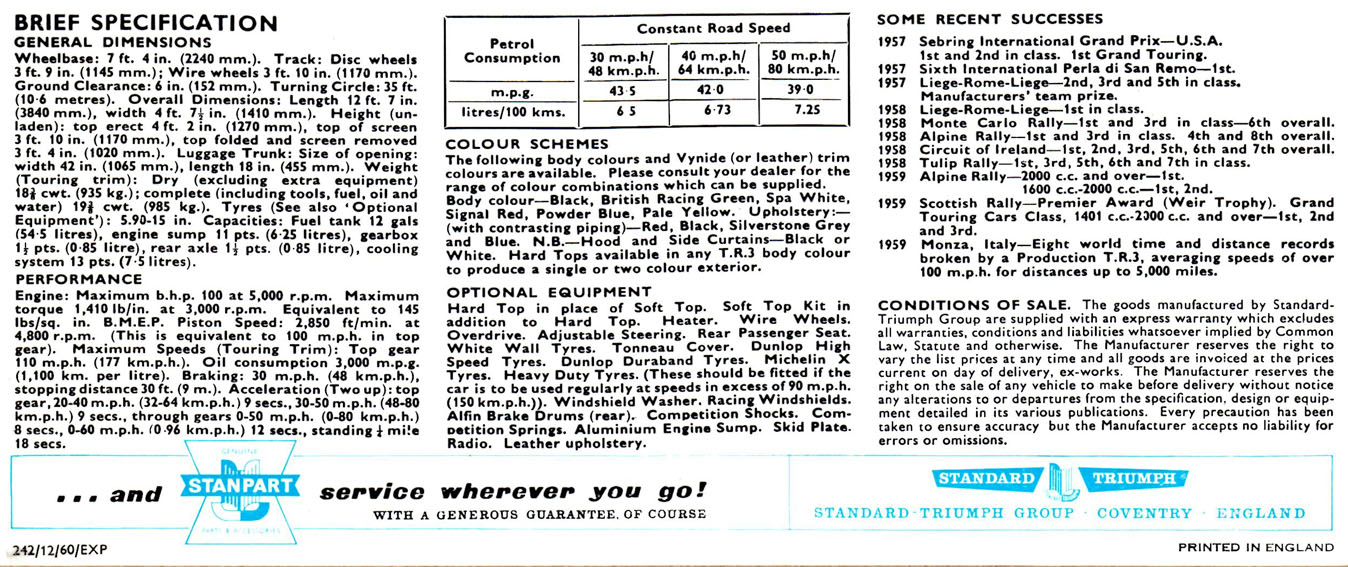 BRIEF SPECIFICATION
GENERAL DIMENSIONS
Wheelbase: 7 ft. 4 in. (2240 mm.). Track: Disc wheels
3 ft. 9 in. (1145 mm.); Wire wheels 3 ft. 10 in. (1170 mm.).
Ground Clearance: 6 in. (152 mm.). Turning Circle: 35 ft.
(10·6 metres). Overall Dimensions: Length 12 ft. 7 in.
(3840 mm.), width 4 ft. 7½ in. (1410 mm.). Height (un-
laden): top erect 4 ft. 2 in. (1270 mm.), top of screen
3 ft. 10 in. (1170 mm.), top folded and screen removed
3 ft. 4 in. (1020 mm.). Luggage Trunk: Size of opening:
width 42 in. (1065 mm.), length 18 in. (455 mm.). Weight
(Touring trim): Dry (excluding extra equipment)
18¾ cwt. (935 kg.); complete (including tools, fuel, oil and
water) 19¾ cwt. (985 kg.). Tyres (See also 'Optional
Equipment'): 5.90-15 in. Capacities: Fuel tank 12 gals
(54·5 litres), engine sump 11 pts (6·25 litres), gearbox
1½ pts. (0·85 litre), rear axle 1½ pts. (0·85 litre), cooling
system 13 pts. (7·5 litres).
PERFORMANCE
Engine: Maximum b.h.p. 100 at 5,000 r.p.m. Maximum
torque 1,410 lb/in. at 3,000 r.p.m. Equivalent to 145
lbs/sq. in. B.M.E.P. Piston Speed: 2,850 ft/min. at
4,800 r.p.m. (This is equivalent to 100 m.p.h. in top
gear). Maximum Speeds (Touring Trim): Top gear
110 m.p.h. (177 km.p.h.). Oil consumption 3,000 m.p.g.
(1,100 km. per litre). Braking: 30 m.p.h. (48 km.p.h.),
stopping distance 30 ft. (9 m.). Acceleration (Two up): top
gear, 20-40 m.p.h. (32-64 km.p.h.) 9 secs., 30-50 m.p.h. (48-80
km.p.h.) 9 secs., through gears 0-50 m.p.h. (0-80 km.p.h.)
8 secs., 0-60 m.p.h. (0·96 km.p.h.) 12 secs., standing ¼ mile
18 secs.
Petrol Consumption
Constant Road Speed
30 m.p.h/ 40 m.p.h/ 50 m.p.h/
48 km.p.h. 64 km.p.h. 80 km.p.h.
m.p.g. 43·5 42·0 39·0
litres/100 kms. 6 5 6·73 7.25
COLOUR SCHEMES
The following body colours and Vynide (or leather) trim
colours are available. Please consult your dealer for the
range of colour combinations which can be supplied.
Body colour—Black, British Racing Green, Spa White,
Signal Red, Powder Blue, Pale Yellow. Upholstery:—
(with contrasting piping)—Red, Black, Silverstone Grey
and Blue. N.B.—Hood and Side Curtains—Black or
White. Hard Tops available in any T.R.3 body colour
to produce a single or two colour exterior.
OPTIONAL EQUIPMENT
Hard Top in place of Soft Top. Soft Top Kit in
addition to Hard Top. Heater. Wire Wheels.
Overdrive. Adjustable Steering. Rear Passenger Seat.
White Wall Tyres. Tonneau Cover. Dunlop High
Speed Tyres. Dunlop Duraband Tyres. Michelin X
Tyres. Heavy Duty Tyres. (These should be fitted if the
car is to be used regularly at speeds in excess of 90 m.p.h.
(150 km.p.h.)). Windshield Washer. Racing Windshields.
Alfin Brake Drums (rear). Competition Shocks. Com-
petition Springs. Aluminium Engine Sump. Skid Plate.
Radio. Leather upholstery.
SOME RECENT SUCCESSES
1957 Sebring International Grand Prix—U.S.A.
1st and 2nd in class. 1st Grand Touring.
1957 Sixth International Perla di San Remo—1st.
1957 Liege-Rome-Liege—2nd, 3rd and 5th in class.
Manufacturers' team prize.
1958 Liege-Rome-Liege—1st in class.
1958 Monte Carlo Rally—1st and 3rd in class—6th overall.
1958 Alpine Rally—1st and 3rd in class. 4th and 8th overall.
1958 Circuit of Ireland—1st, 2nd, 3rd, 5th, 6th and 7th overall.
1958 Tulip Rally—1st, 3rd, 5th, 6th and 7th in class.
1959 Alpine Rally—2000 c.c. and over—1st.
1600 c.c.-2000 c.c.—1st, 2nd.
1959 Scottish Rally—Premier Award (Weir Trophy). Grand
Touring Cars Class, 1401 c.c.-2000 c.c. and over—1st, 2nd
and 3rd.
1959 Monza, Italy—Eight world time and distance records
broken by a Production T.R.3, averaging speeds of over
100 m.p.h. for distances up to 5,000 miles.
CONDITIONS OF SALE. The goods manufactured by Standard-
Triumph Group are supplied with an express warranty which excludes
all warranties, conditions and liabilities whatsoever implied by Common
Law, Statute and otherwise. The Manufacturer reserves the right to
vary the list prices at any time and all goods are invoiced at the prices
current on day of delivery, ex-works. The Manufacturer reserves the
right on the sale of any vehicle to make before delivery without notice
any alterations to or departures from the specification, design or equip-
ment detailed in its various publications. Every precaution has been
taken to ensure accuracy but the Manufacturer accepts no liability for
errors or omissions.
GENUINE
... and STANPART service wherever you go!
PARTS & ACCESSORIES
WITH A GENEROUS GUARANTEE, OF COURSE
STANDARD TRIUMPH
STANDARD-TRIUMPH GROUP · COVENTRY · ENGLAND
242/12/60/EXP
PRINTED IN ENGLAND